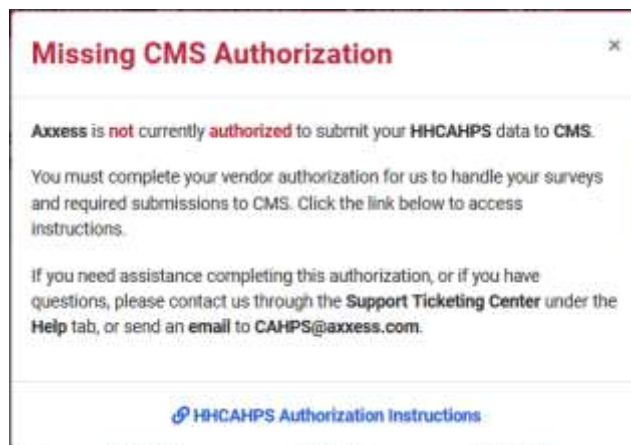 Missing CMS Authorization
×
Axxess is not currently authorized to submit your HHCAHPS data to CMS.
You must complete your vendor authorization for us to handle your surveys
and required submissions to CMS. Click the link below to access
instructions.
If you need assistance completing this authorization, or if you have
questions, please contact us through the Support Ticketing Center under the
Help tab, or send an email to CAHPS@axxess.com.
HHCAHPS Authorization Instructions